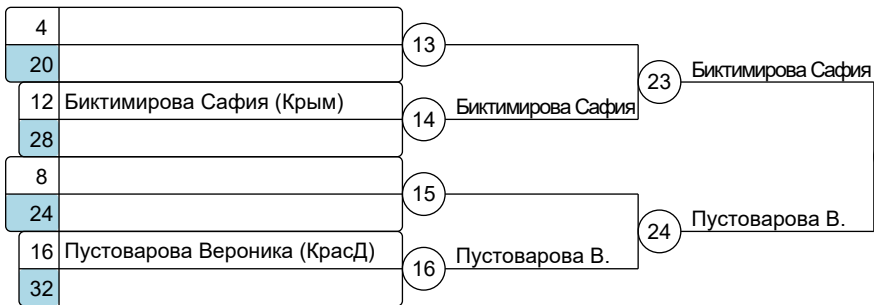 4
13
20
23 Биктимирова Сафия
12 Биктимирова Сафия (Крым)
14 Биктимирова Сафия
28
8
15
24
24 Пустоварова В.
16 Пустоварова Вероника (КрасД)
16 Пустоварова В.
32